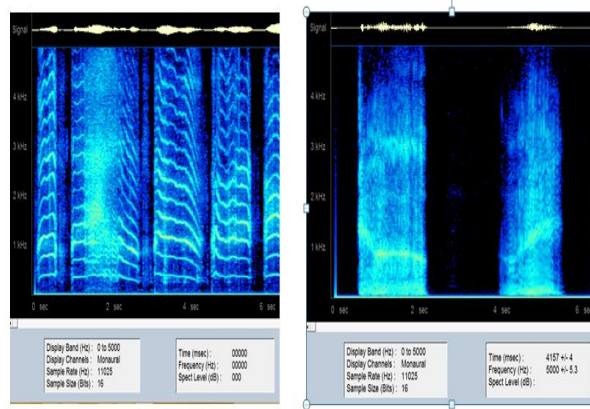 Signal
4 kHz
3 kHz
2 kHz
1 kHz
0 sec 2 sec 4 sec 6 sec
Display Band (Hz) : 0 to 5000
Display Channels : Monaural
Sample Rate (Hz) : 11025
Sample Size (Bits) : 16
Time (msec) : 00000
Frequency (Hz) : 00000
Spect Level (dB) : 000
Signal
4 kHz
3 kHz
2 kHz
1 kHz
0 sec 2 sec 4 sec 6 se
Display Band (Hz) : 0 to 5000
Display Channels : Monaural
Sample Rate (Hz) : 11025
Sample Size (Bits) : 16
Time (msec) : 4157 +/- 4
Frequency (Hz) : 5000 +/- 5.3
Spect Level (dB) :